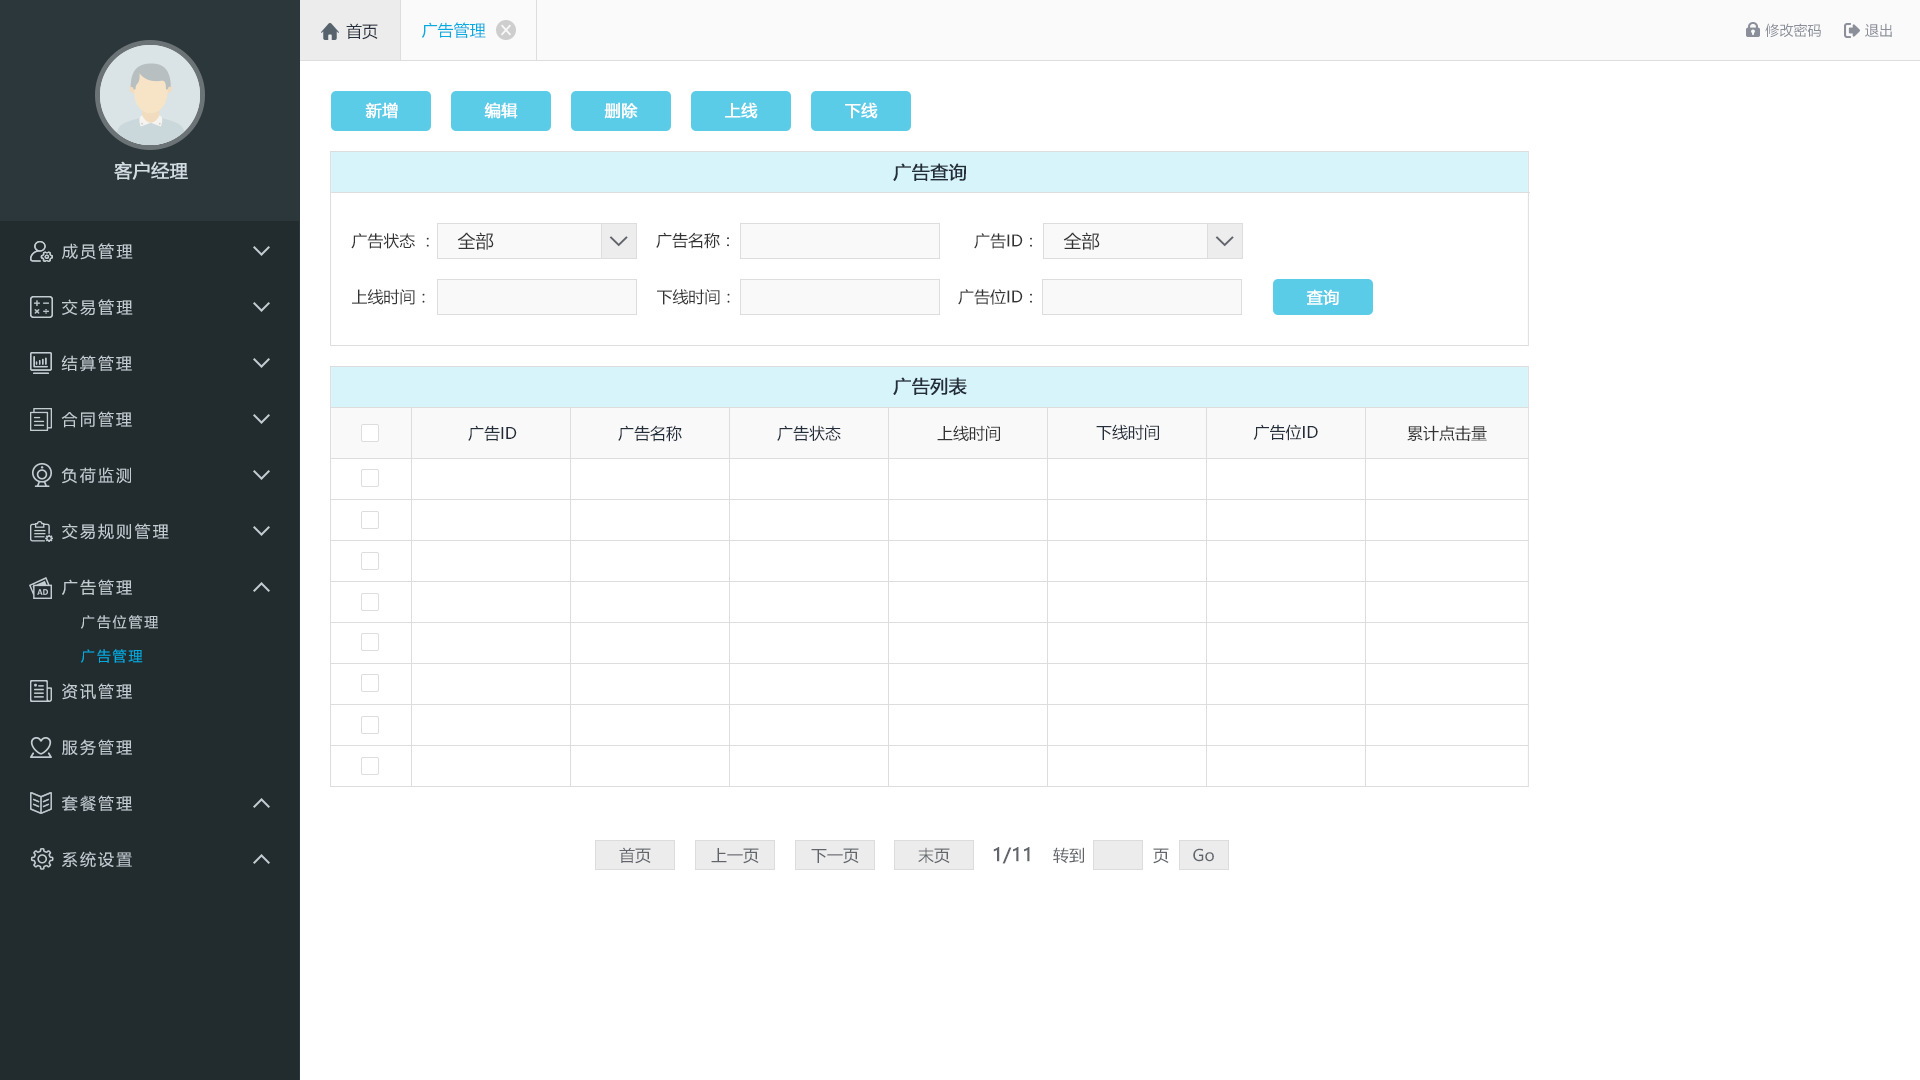 首页
广告管理
修改密码
退出
客户经理
成员管理
交易管理
结算管理
合同管理
负荷监测
交易规则管理
AD 广告管理
广告位管理
广告管理
资讯管理
服务管理
套餐管理
系统设置
新增
编辑
删除
上线
下线
广告查询
广告状态 : 全部
广告名称 :
广告ID : 全部
上线时间 :
下线时间 :
广告位ID :
查询
广告列表
广告ID 广告名称 广告状态 上线时间 下线时间 广告位ID 累计点击量
首页 上一页 下一页 末页 1/11 转到 页 Go